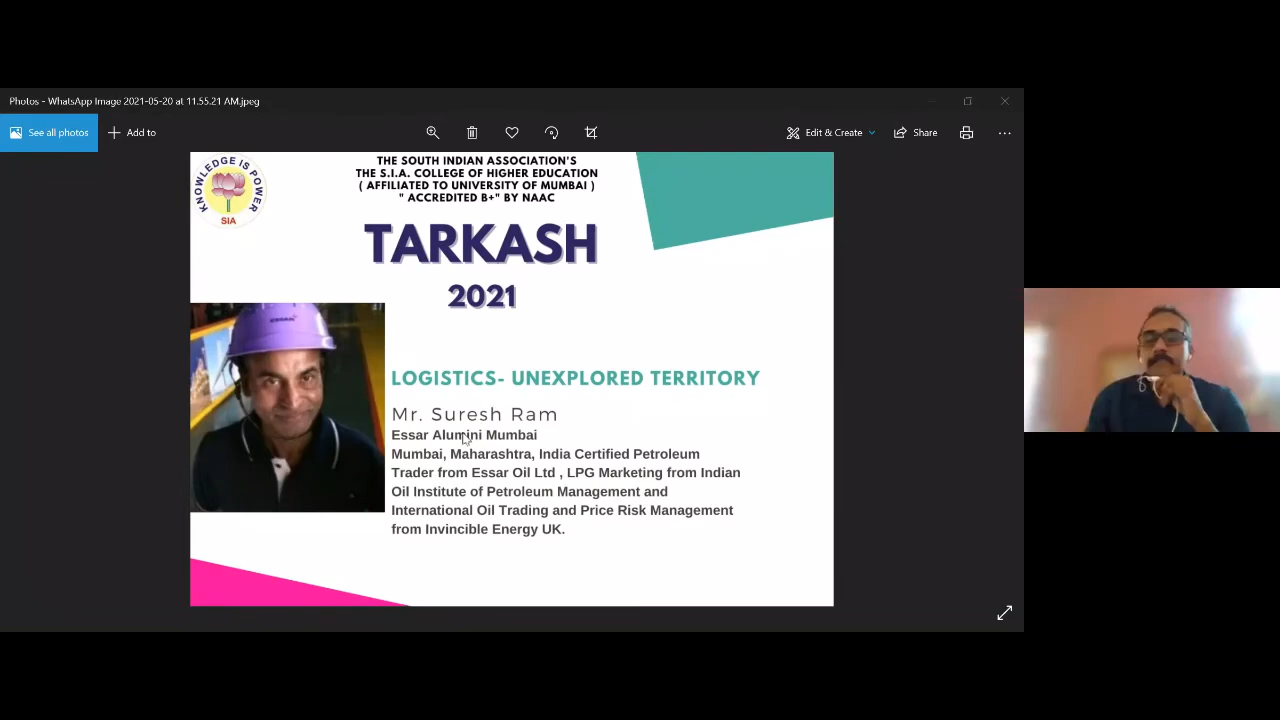 Photos - WhatsApp Image 2021-05-20 at 11.55.21 AM.jpeg
See all photos
Add to
Edit & Create
Share
KNOWLEDGE IS POWER
SIA
THE SOUTH INDIAN ASSOCIATION'S
THE S.I.A. COLLEGE OF HIGHER EDUCATION
( AFFILIATED TO UNIVERSITY OF MUMBAI )
" ACCREDITED B+" BY NAAC
TARKASH
2021
ESSAR
LOGISTICS- UNEXPLORED TERRITORY
Mr. Suresh Ram
Essar Alumini Mumbai
Mumbai, Maharashtra, India Certified Petroleum
Trader from Essar Oil Ltd , LPG Marketing from Indian
Oil Institute of Petroleum Management and
International Oil Trading and Price Risk Management
from Invincible Energy UK.